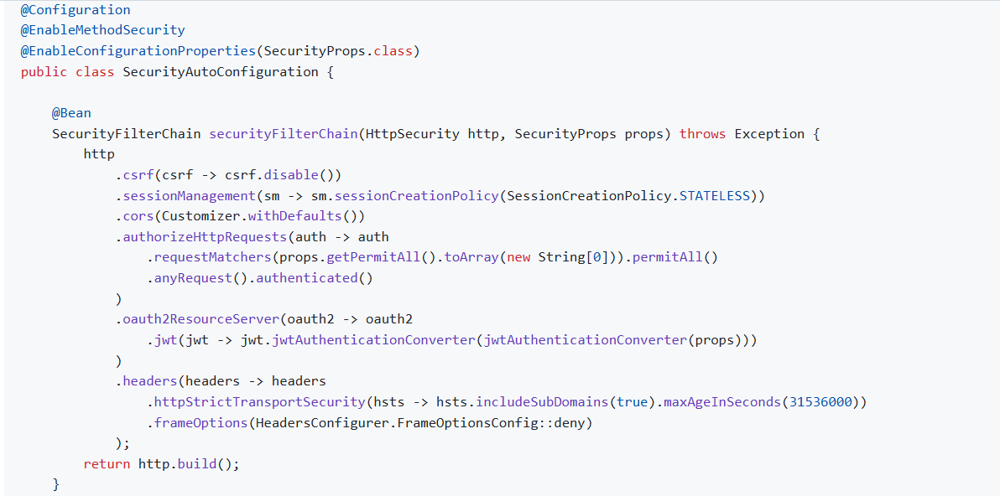 @Configuration
@EnableMethodSecurity
@EnableConfigurationProperties(SecurityProps.class)
public class SecurityAutoConfiguration {
@Bean
SecurityFilterChain securityFilterChain(HttpSecurity http, SecurityProps props) throws Exception {
http
.csrf(csrf -> csrf.disable())
.sessionManagement(sm -> sm.sessionCreationPolicy(SessionCreationPolicy.STATELESS))
.cors(Customizer.withDefaults())
.authorizeHttpRequests(auth -> auth
.requestMatchers(props.getPermitAll().toArray(new String[0])).permitAll()
.anyRequest().authenticated()
)
.oauth2ResourceServer(oauth2 -> oauth2
.jwt(jwt -> jwt.jwtAuthenticationConverter(jwtAuthenticationConverter(props)))
)
.headers(headers -> headers
.httpStrictTransportSecurity(hsts -> hsts.includeSubDomains(true).maxAgeInSeconds(31536000))
.frameOptions(HeadersConfigurer.FrameOptionsConfig::deny)
);
return http.build();
}